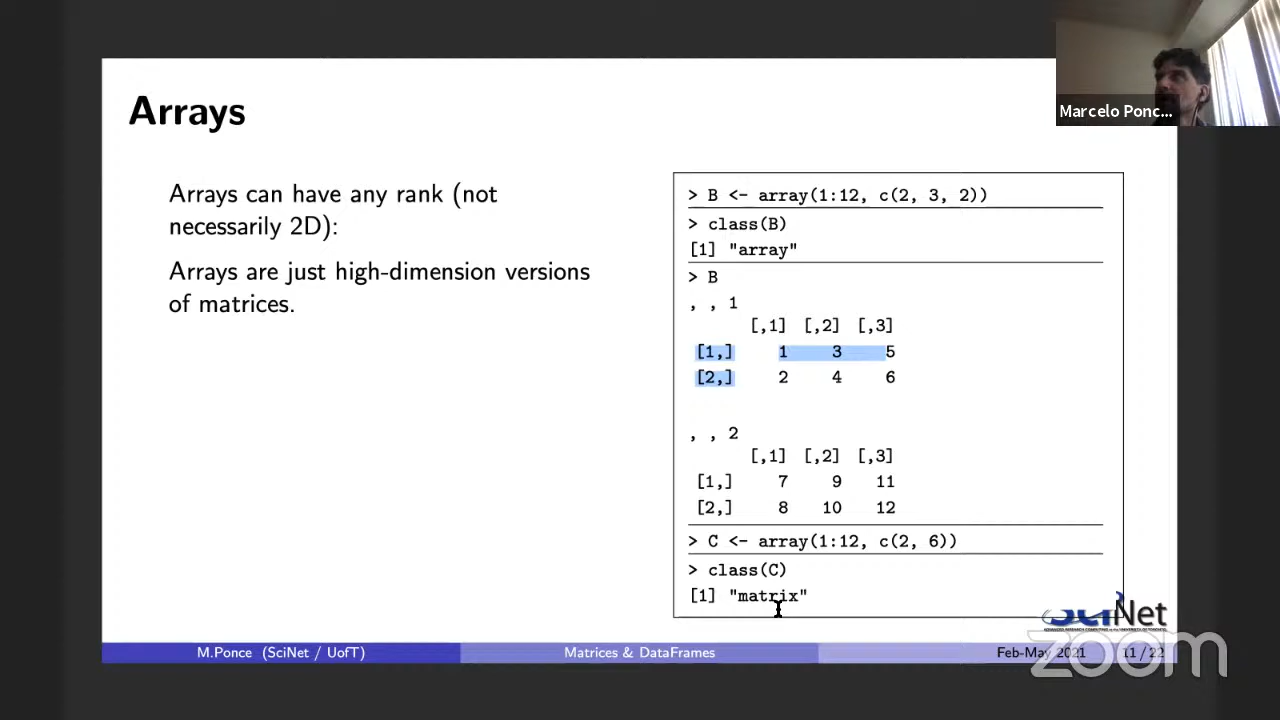 Arrays
Marcelo Ponc...
Arrays can have any rank (not
necessarily 2D):
Arrays are just high-dimension versions
of matrices.
> B <- array(1:12, c(2, 3, 2))
> class(B)
[1] "array"
> B
, , 1
[,1] [,2] [,3]
[1,] 1 3 5
[2,] 2 4 6
, , 2
[,1] [,2] [,3]
[1,] 7 9 11
[2,] 8 10 12
> C <- array(1:12, c(2, 6))
> class(C)
[1] "matrix"
SciNet
M.Ponce (SciNet / UofT)
Matrices & DataFrames
Feb-May 2021
11 / 22
zoom